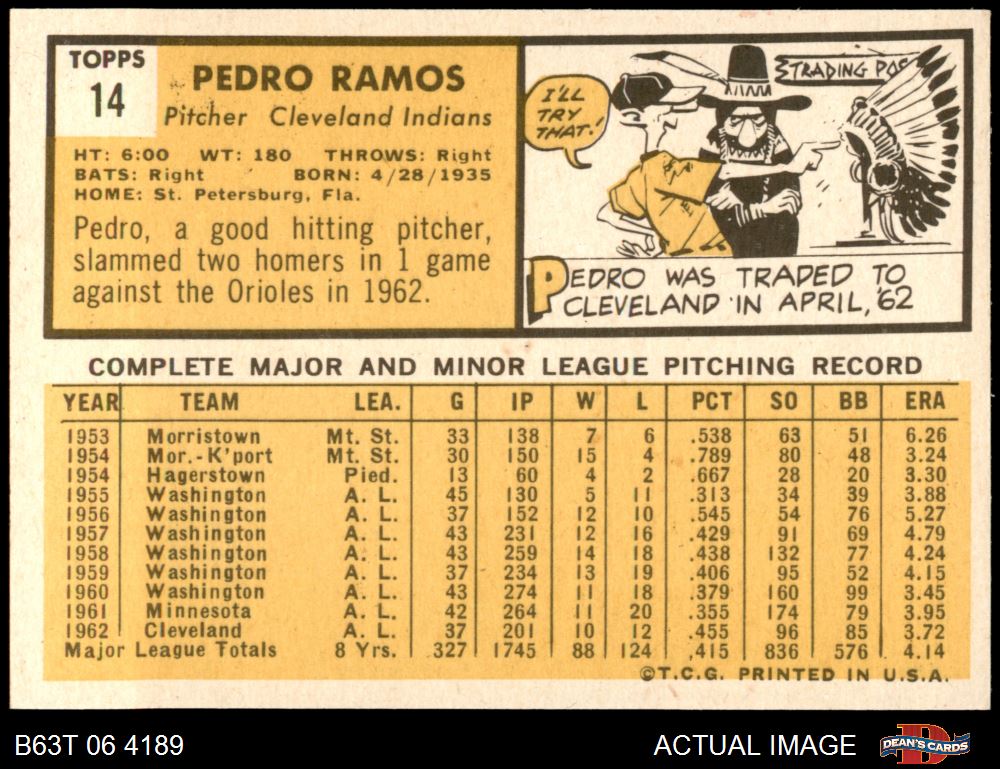 TOPPS
14
PEDRO RAMOS
Pitcher Cleveland Indians
HT: 6:00 WT: 180 THROWS: Right
BATS: Right BORN: 4/28/1935
HOME: St. Petersburg, Fla.
Pedro, a good hitting pitcher,
slammed two homers in 1 game
against the Orioles in 1962.
I'LL
TRY
THAT!
TRADING POS
PEDRO WAS TRADED TO
CLEVELAND IN APRIL, '62
COMPLETE MAJOR AND MINOR LEAGUE PITCHING RECORD
YEAR TEAM LEA. G IP W L PCT SO BB ERA
1953 Morristown Mt. St. 33 138 7 6 .538 63 51 6.26
1954 Mor.-K'port Mt. St. 30 150 15 4 .789 80 48 3.24
1954 Hagerstown Pied. 13 60 4 2 .667 28 20 3.30
1955 Washington A. L. 45 130 5 11 .313 34 39 3.88
1956 Washington A. L. 37 152 12 10 .545 54 76 5.27
1957 Washington A. L. 43 231 12 16 .429 91 69 4.79
1958 Washington A. L. 43 259 14 18 .438 132 77 4.24
1959 Washington A. L. 37 234 13 19 .406 95 52 4.15
1960 Washington A. L. 43 274 11 18 .379 160 99 3.45
1961 Minnesota A. L. 42 264 11 20 .355 174 79 3.95
1962 Cleveland A. L. 37 201 10 12 .455 96 85 3.72
Major League Totals 8 Yrs. 327 1745 88 124 .415 836 576 4.14
©T.C.G. PRINTED IN U.S.A.
B63T 06 4189
ACTUAL IMAGE
DEAN'S CARDS